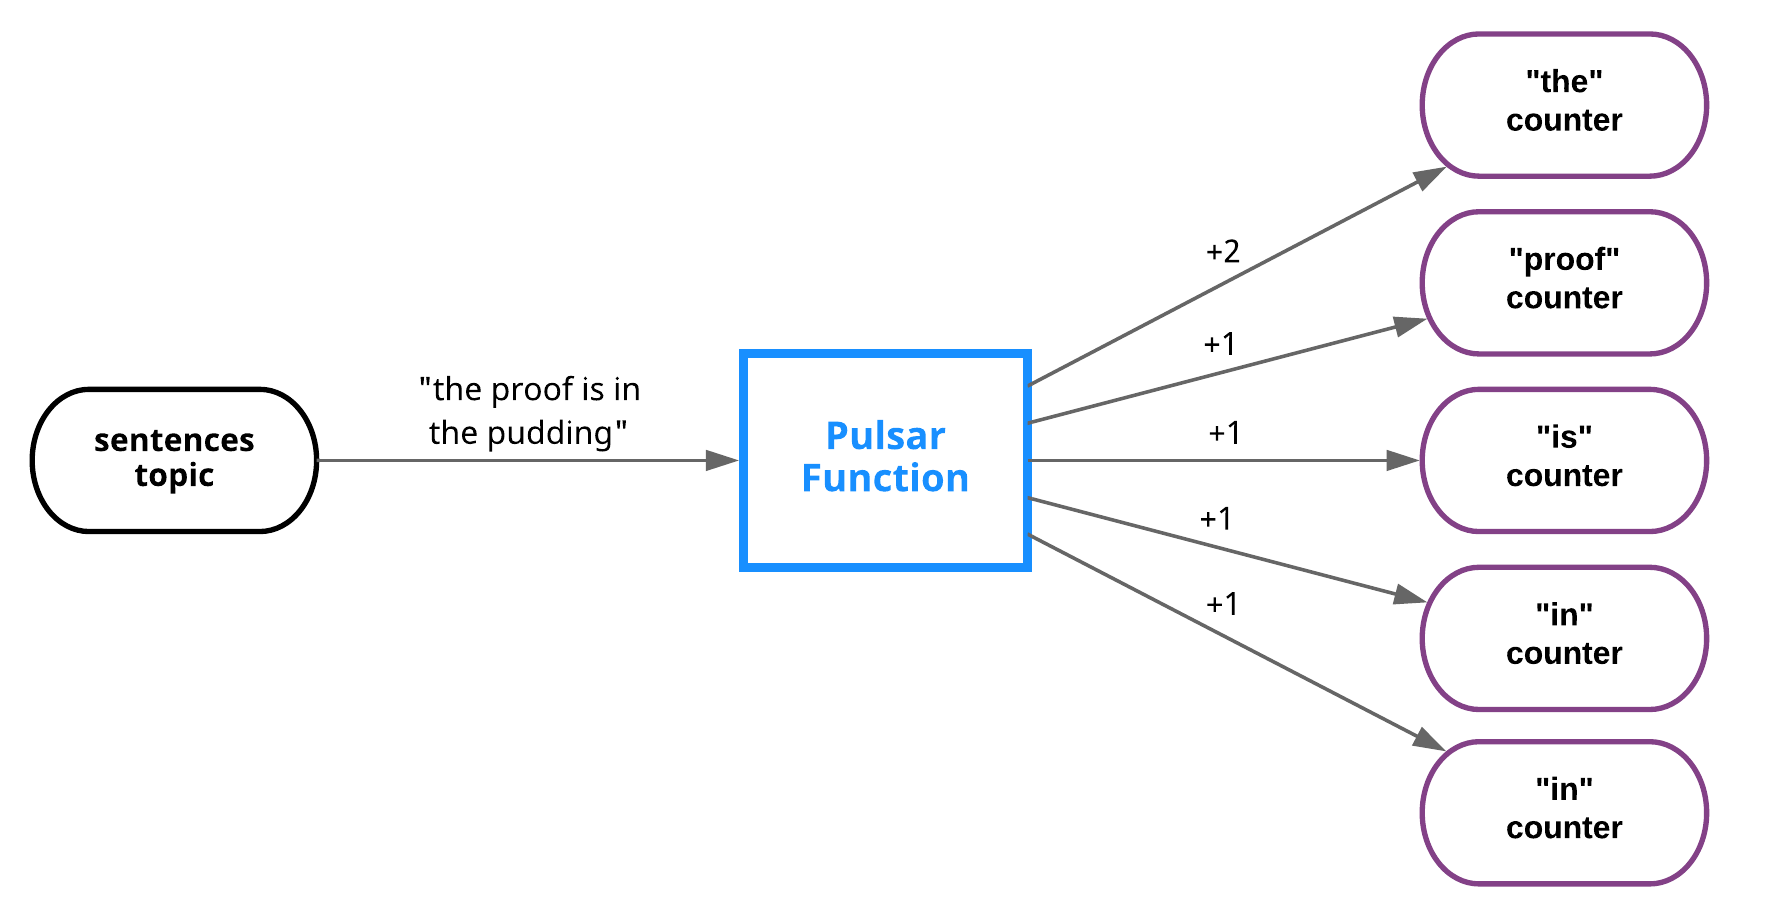 sentences
topic
"the proof is in
the pudding"
Pulsar
Function
+2
+1
+1
+1
+1
"the"
counter
"proof"
counter
"is"
counter
"in"
counter
"in"
counter